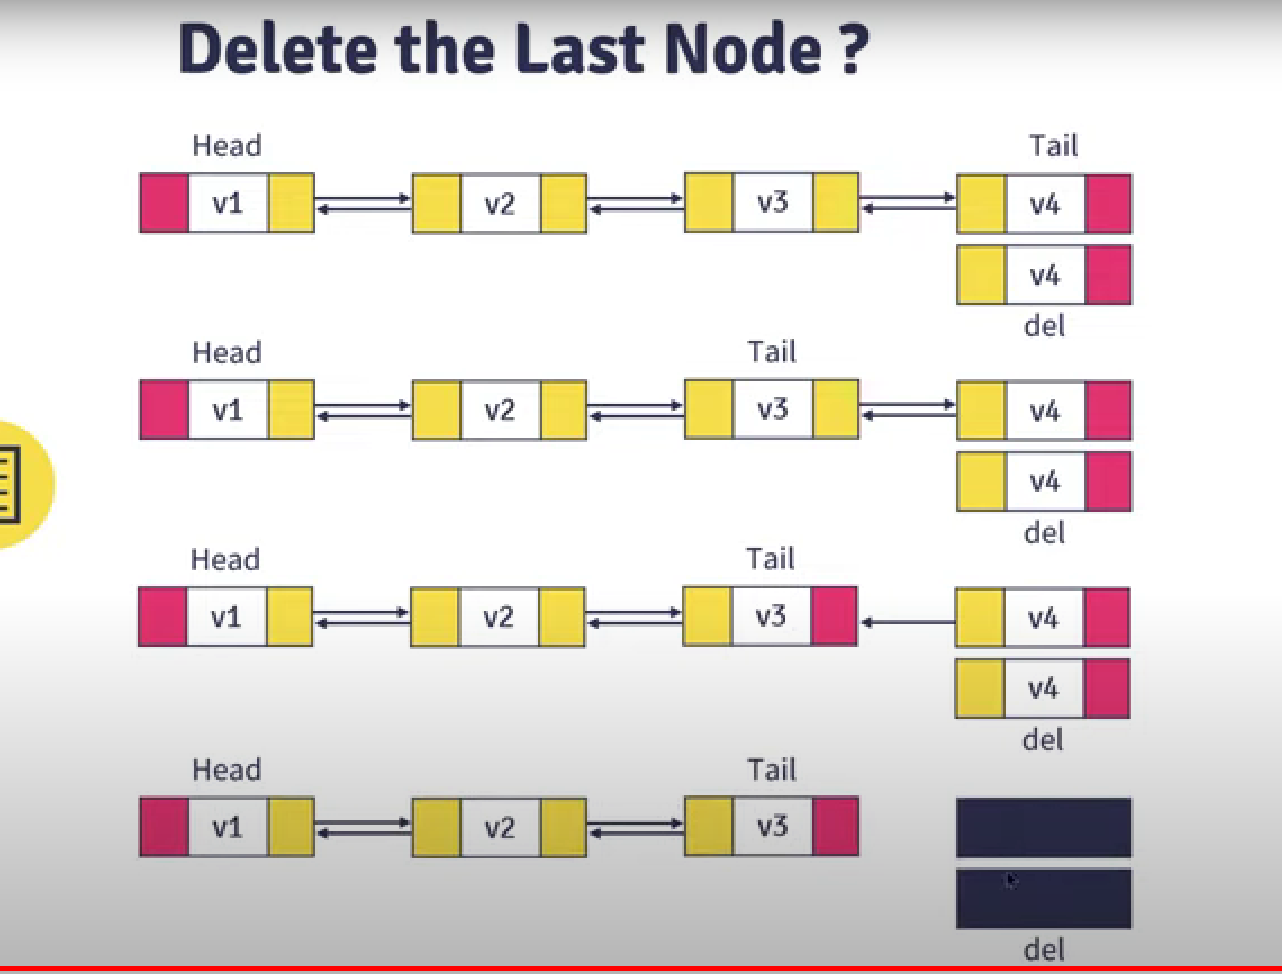 Delete the Last Node ?
Head Tail
v1 v2 v3 v4
v4
del
Head Tail
v1 v2 v3 v4
v4
del
Head Tail
v1 v2 v3 v4
v4
del
Head Tail
v1 v2 v3
del